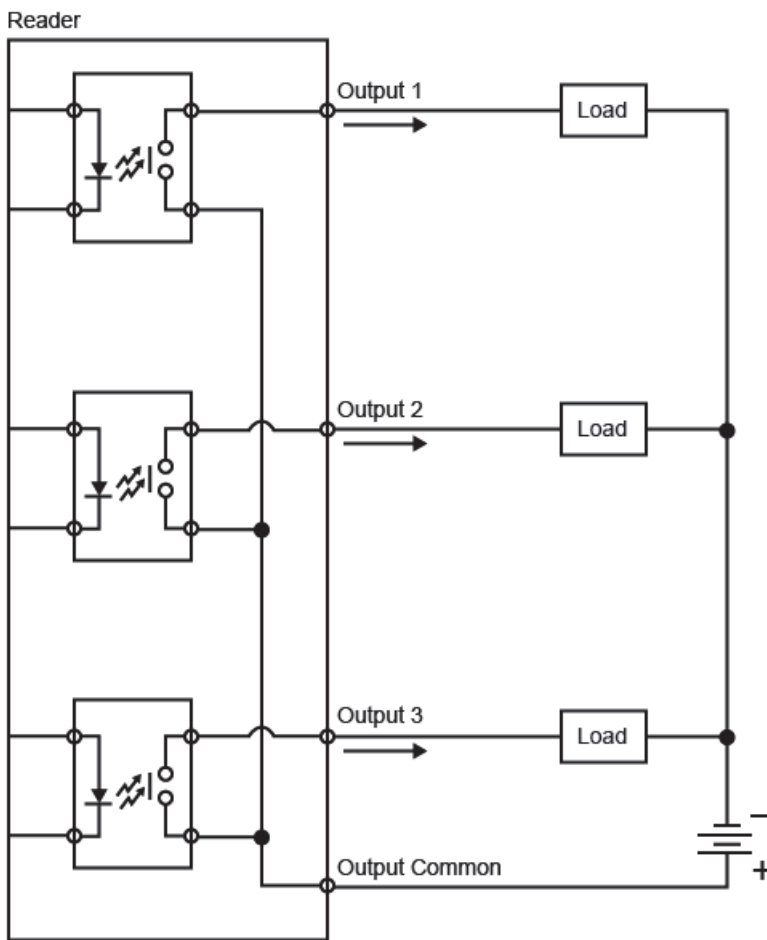 Reader
Output 1
Load
Output 2
Load
Output 3
Load
−
Output Common
+